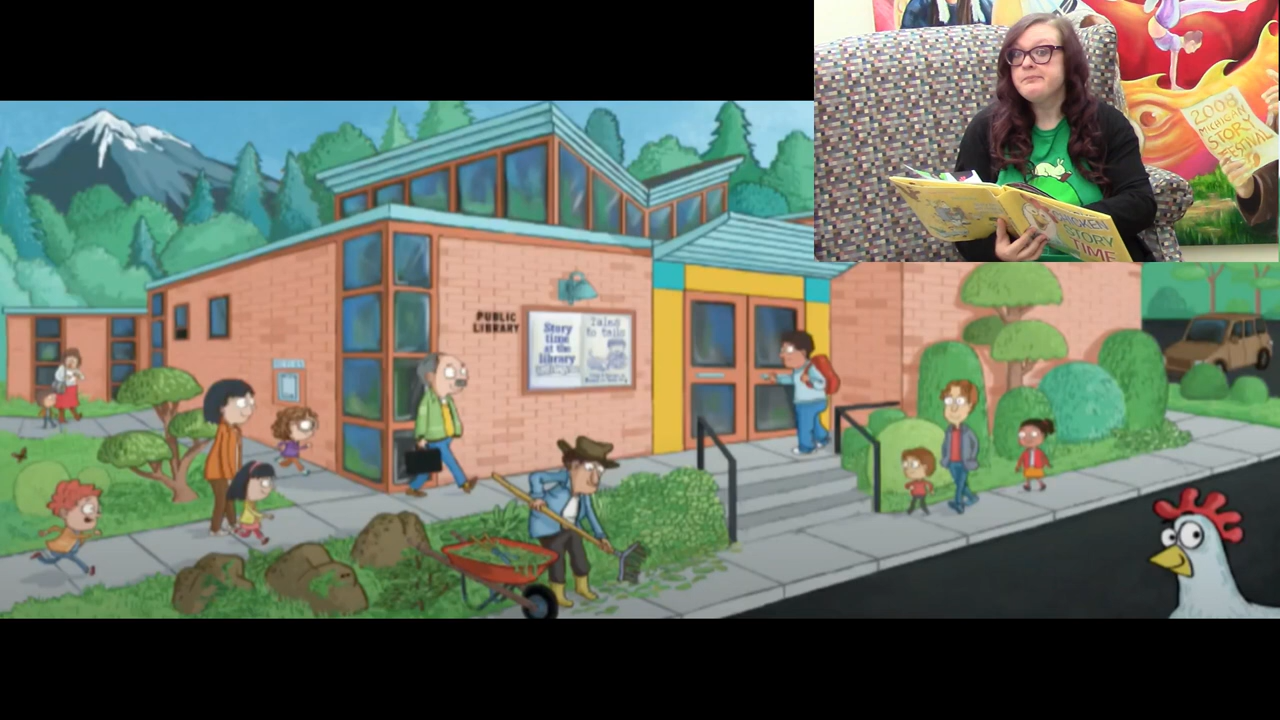 2008
MICHIGAN
STORY
FESTIVAL
CHICKEN
STORY
TIME
PUBLIC
LIBRARY
Story
time
at the
library
Tales
to tails